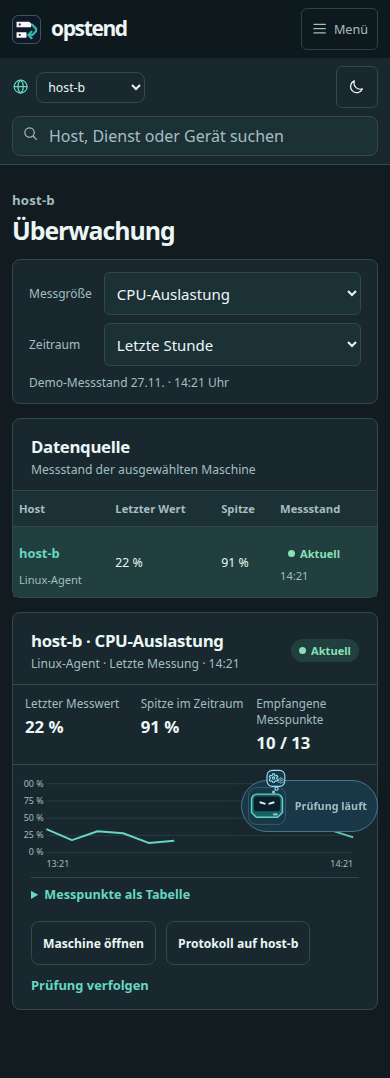 opstend
Menü
host-b
Host, Dienst oder Gerät suchen
host-b
Überwachung
Messgröße
CPU-Auslastung
Zeitraum
Letzte Stunde
Demo-Messstand 27.11. · 14:21 Uhr
Datenquelle
Messstand der ausgewählten Maschine
Host Letzter Wert Spitze Messstand
host-b
Linux-Agent
22 %
91 %
Aktuell
14:21
host-b · CPU-Auslastung
Linux-Agent · Letzte Messung · 14:21
Aktuell
Letzter Messwert
22 %
Spitze im Zeitraum
91 %
Empfangene
Messpunkte
10 / 13
00 %
75 %
50 %
25 %
0 %
13:21 14:21
Prüfung läuft
Messpunkte als Tabelle
Maschine öffnen
Protokoll auf host-b
Prüfung verfolgen